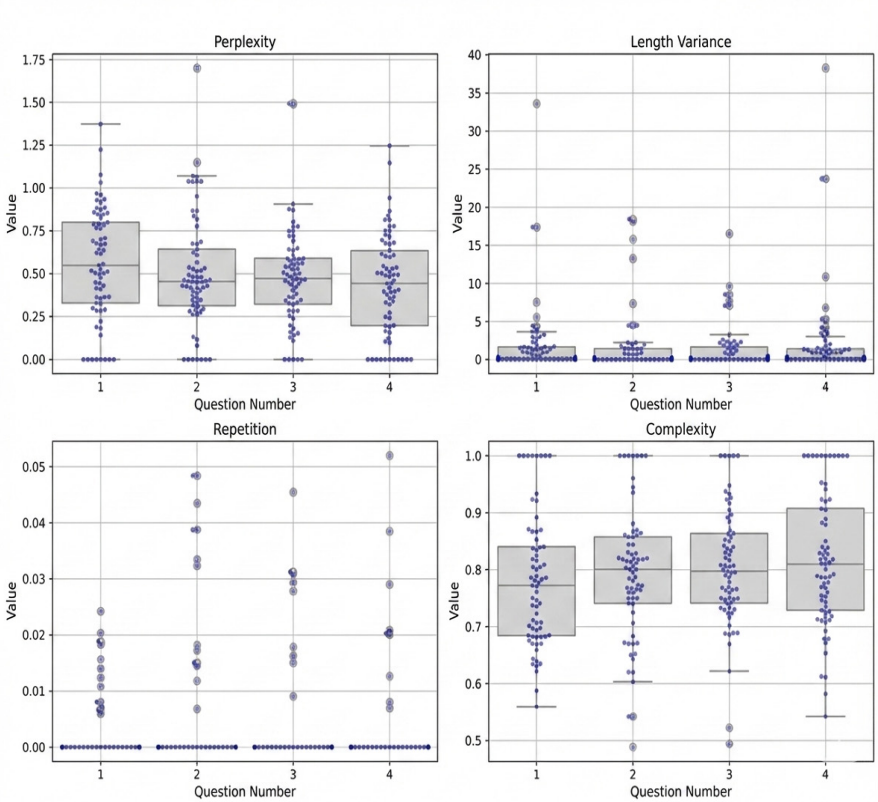 Perplexity
1.75
1.50
1.25
1.00
0.75
0.50
0.25
0.00
Value
1 2 3 4
Question Number
Length Variance
40
35
30
25
20
15
10
5
0
Value
1 2 3 4
Question Number
Repetition
0.05
0.04
0.03
0.02
0.01
0.00
Value
1 2 3 4
Question Number
Complexity
1.0
0.9
0.8
0.7
0.6
0.5
Value
1 2 3 4
Question Number